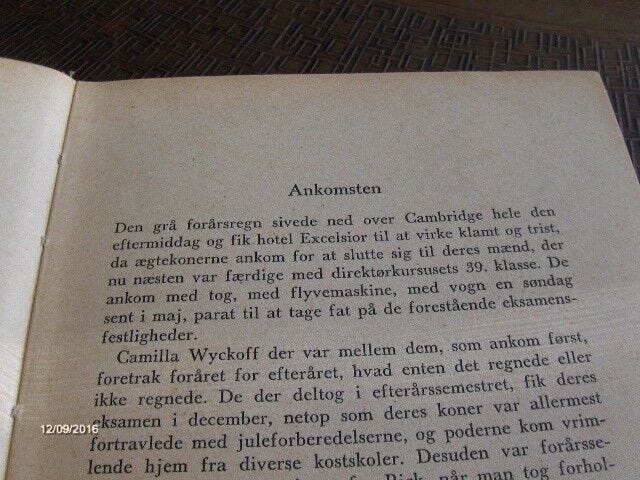 Ankomsten
Den grå forårsregn sivede ned over Cambridge hele den
eftermiddag og fik hotel Excelsior til at virke klamt og trist,
da ægtekonerne ankom for at slutte sig til deres mænd, der
nu næsten var færdige med direktørkursusets 39. klasse. De
ankom med tog, med flyvemaskine, med vogn en søndag
sent i maj, parat til at tage fat på de forestående eksamens-
festligheder.
Camilla Wyckoff der var mellem dem, som ankom først,
foretrak foråret for efteråret, hvad enten det regnede eller
ikke regnede. De der deltog i efterårssemestret, fik deres
eksamen i december, netop som deres koner var allermest
fortravlede med juleforberedelserne, og poderne kom vrim-
lende hjem fra diverse kostskoler. Desuden var forårsse-
når man tog forhol-
12/09/2016